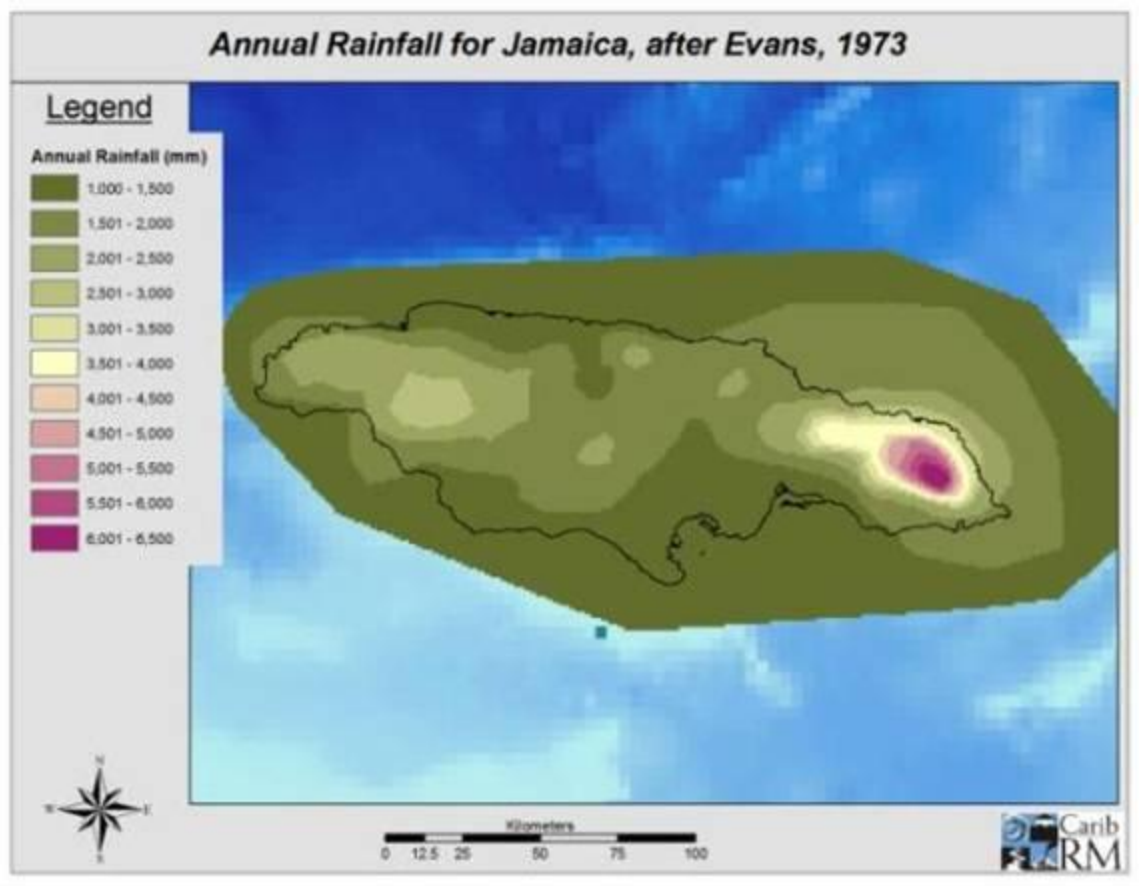 Annual Rainfall for Jamaica, after Evans, 1973
Legend
Annual Rainfall (mm)
1,000 - 1,500
1,501 - 2,000
2,001 - 2,500
2,501 - 3,000
3,001 - 3,500
3,501 - 4,000
4,001 - 4,500
4,501 - 5,000
5,001 - 5,500
5,501 - 6,000
6,001 - 6,500
N
W E
S
Kilometers
0 12.5 25 50 75 100
Carib
RM